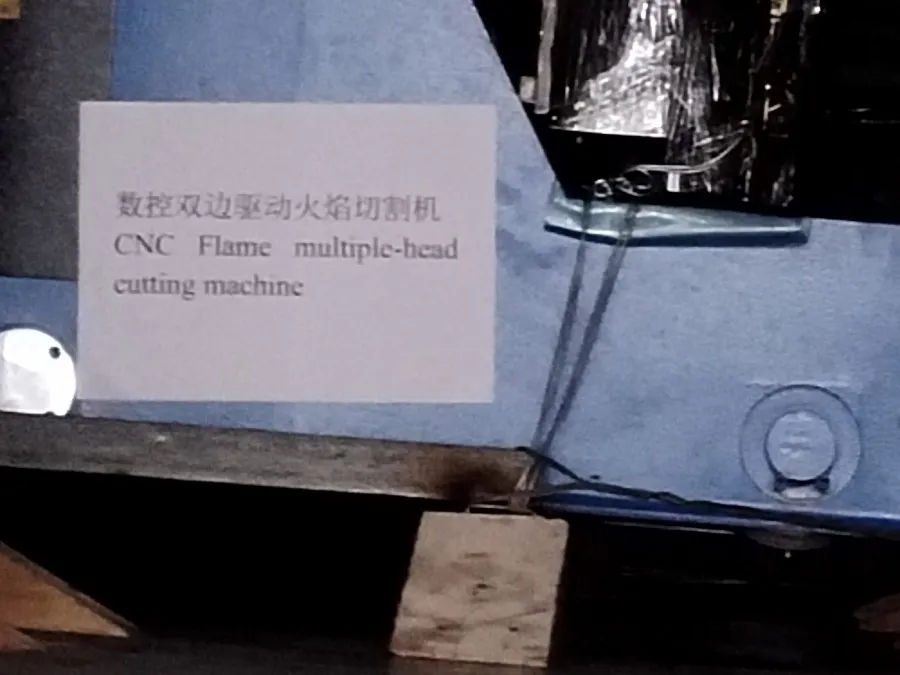 数控双边驱动火焰切割机
CNC Flame multiple-head
cutting machine